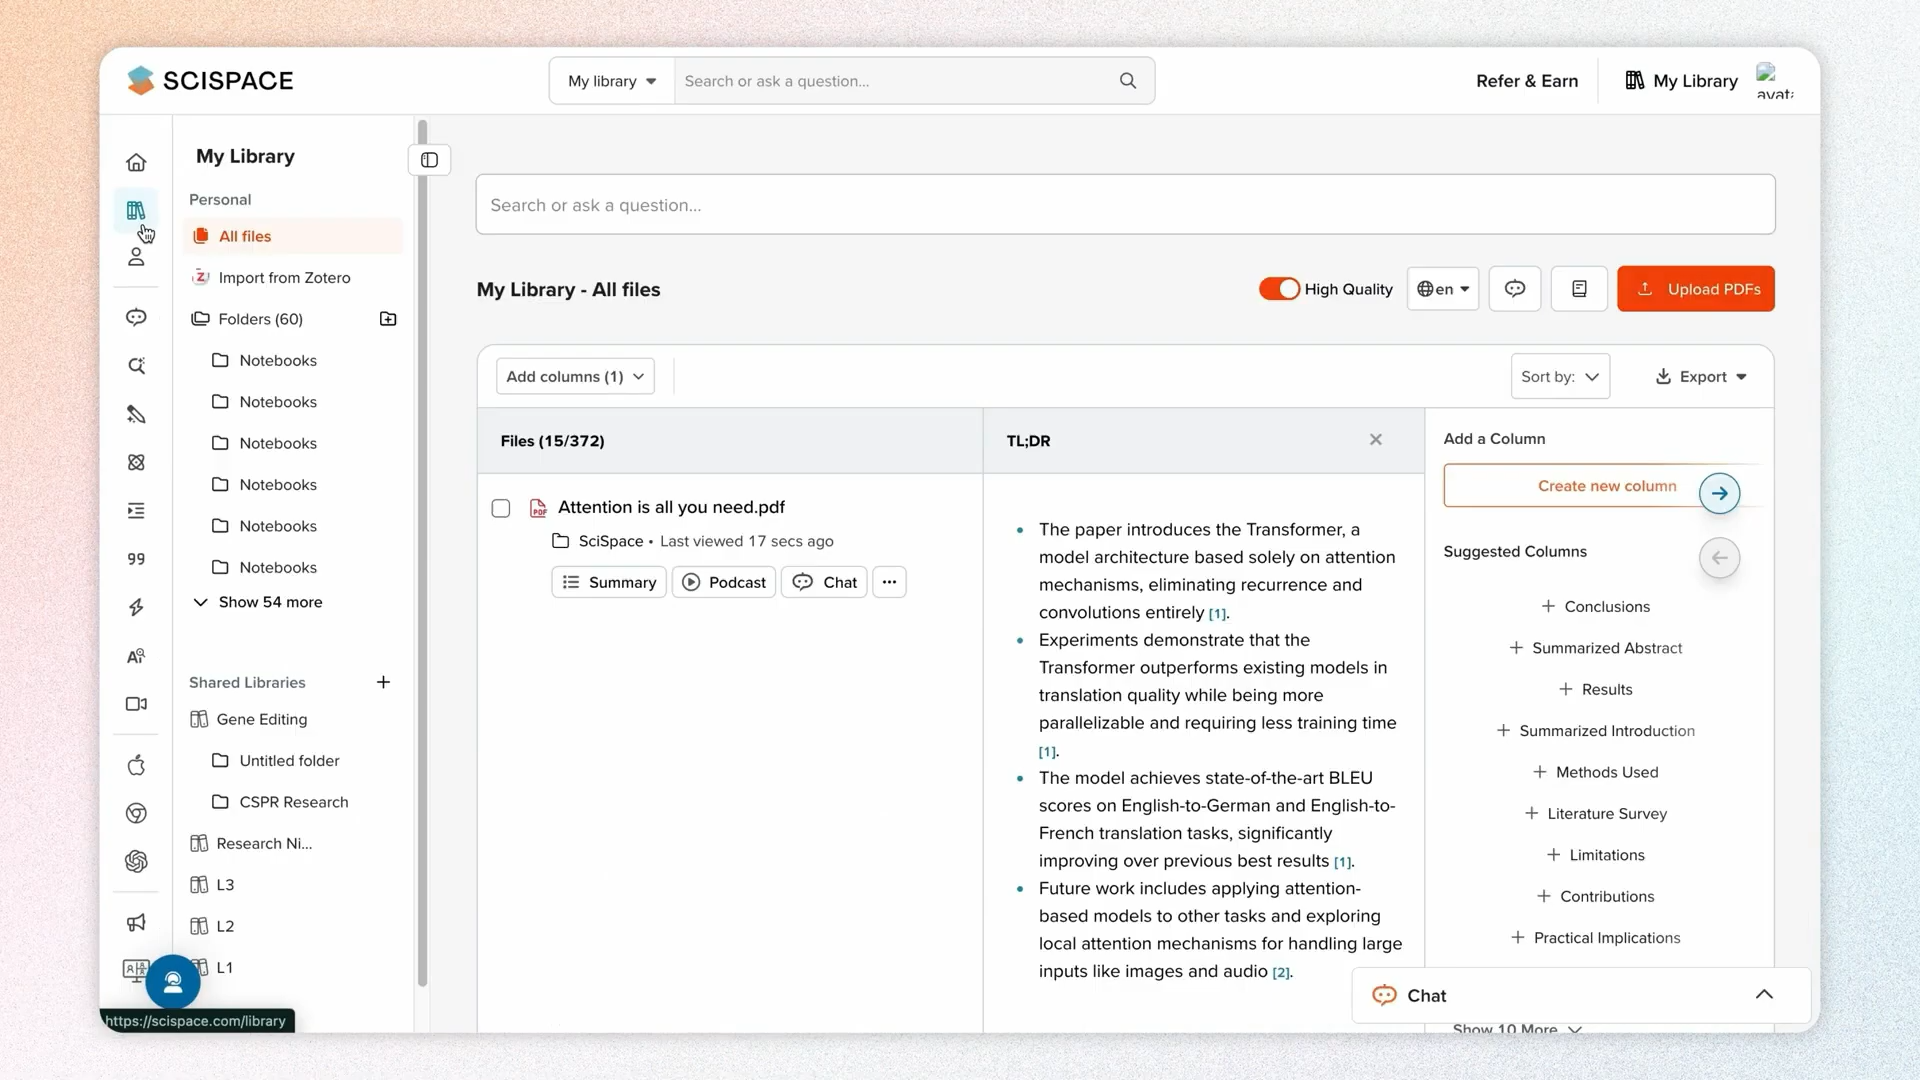 SCISPACE
My library
Search or ask a question...
Refer & Earn
My Library
My Library
Personal
All files
Import from Zotero
Folders (60)
Notebooks
Notebooks
Notebooks
Notebooks
Notebooks
Notebooks
Show 54 more
Shared Libraries
Gene Editing
Untitled folder
CSPR Research
Research Ni...
L3
L2
L1
https://scispace.com/library
Search or ask a question...
My Library - All files
High Quality
en
Upload PDFs
Add columns (1)
Sort by:
Export
Files (15/372)
TL;DR
PDF
Attention is all you need.pdf
SciSpace • Last viewed 17 secs ago
Summary
Podcast
Chat
The paper introduces the Transformer, a
model architecture based solely on attention
mechanisms, eliminating recurrence and
convolutions entirely [1].
Experiments demonstrate that the
Transformer outperforms existing models in
translation quality while being more
parallelizable and requiring less training time
[1].
The model achieves state-of-the-art BLEU
scores on English-to-German and English-to-
French translation tasks, significantly
improving over previous best results [1].
Future work includes applying attention-
based models to other tasks and exploring
local attention mechanisms for handling large
inputs like images and audio [2].
Add a Column
Create new column
Suggested Columns
Conclusions
Summarized Abstract
Results
Summarized Introduction
Methods Used
Literature Survey
Limitations
Contributions
Practical Implications
Chat
Show 10 More